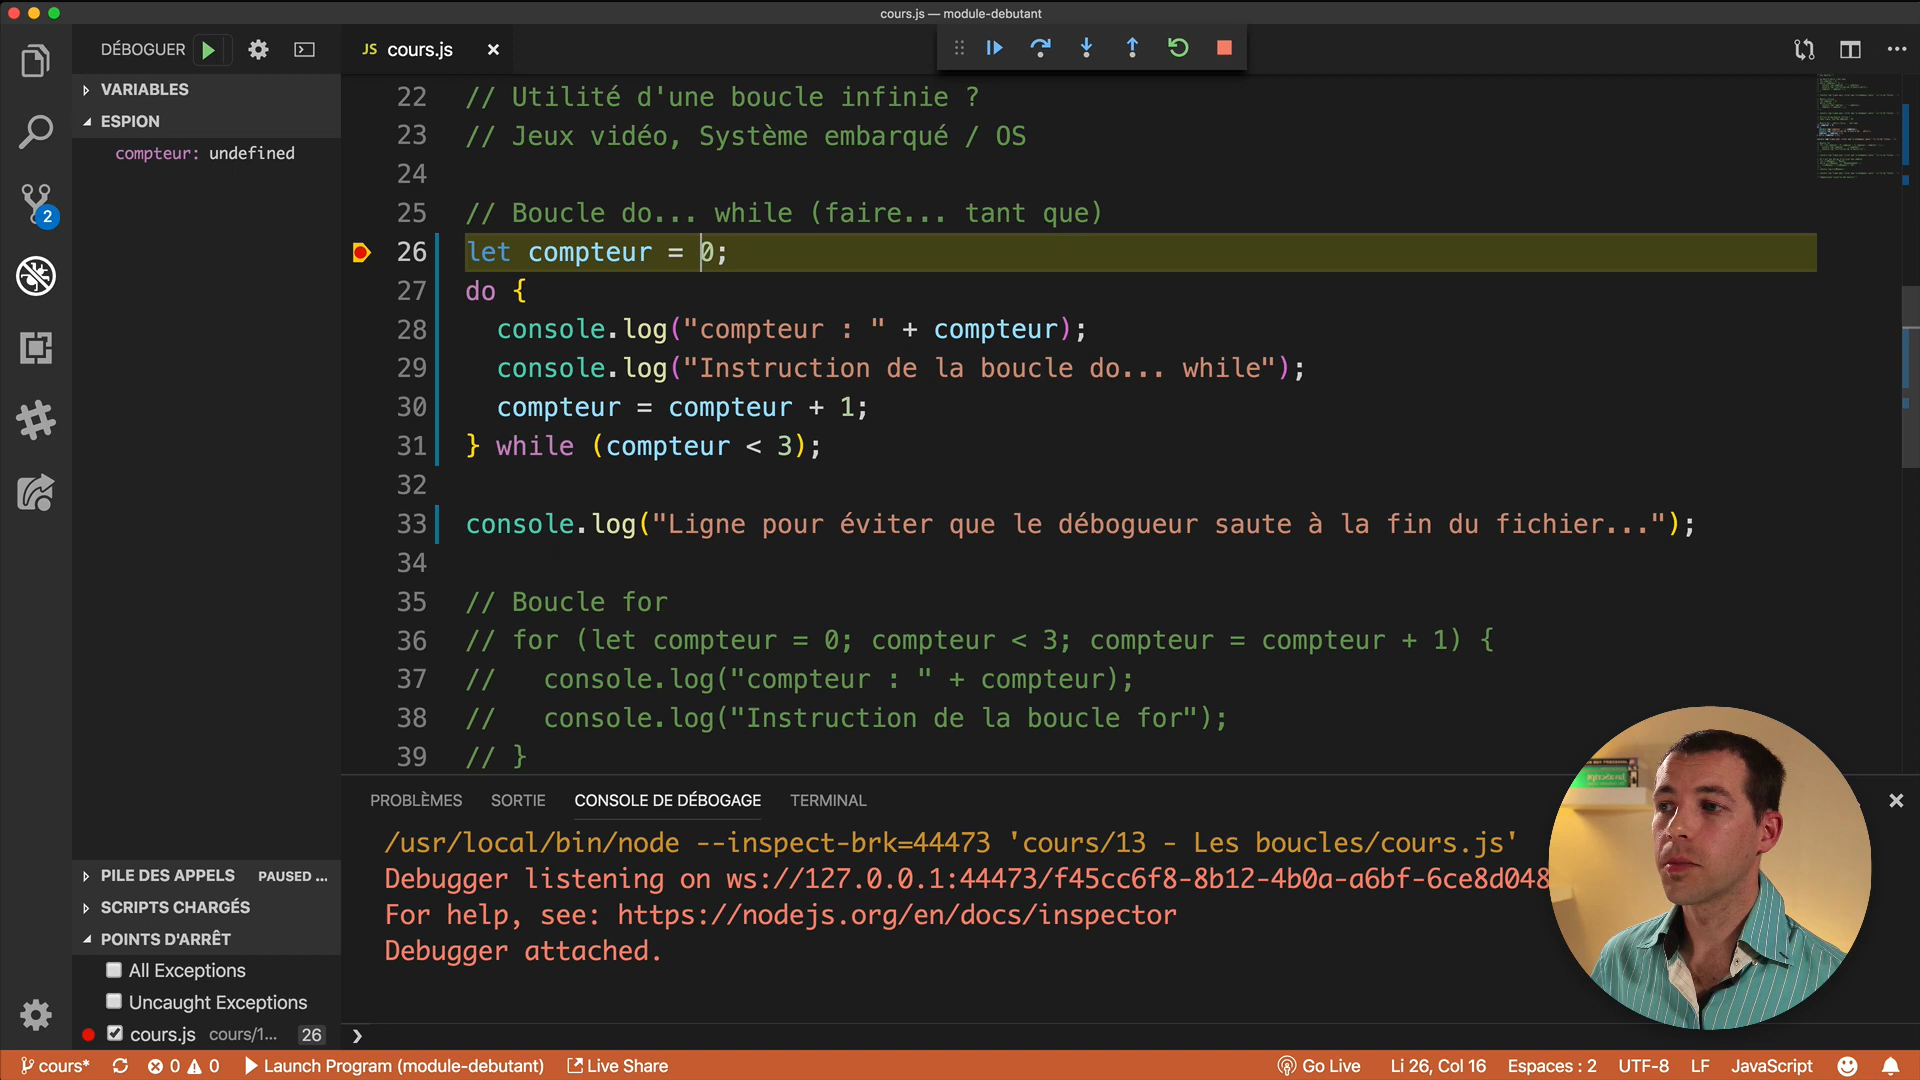 cours.js — module-debutant
DÉBOGUER
JS cours.js
VARIABLES
ESPION
compteur: undefined
2
22 // Utilité d'une boucle infinie ?
23 // Jeux vidéo, Système embarqué / OS
24
25 // Boucle do... while (faire... tant que)
26 let compteur = 0;
27 do {
28 console.log("compteur : " + compteur);
29 console.log("Instruction de la boucle do... while");
30 compteur = compteur + 1;
31 } while (compteur < 3);
32
33 console.log("Ligne pour éviter que le débogueur saute à la fin du fichier...");
34
35 // Boucle for
36 // for (let compteur = 0; compteur < 3; compteur = compteur + 1) {
37 //   console.log("compteur : " + compteur);
38 //   console.log("Instruction de la boucle for");
39 // }
PROBLÈMES SORTIE CONSOLE DE DÉBOGAGE TERMINAL
/usr/local/bin/node --inspect-brk=44473 'cours/13 - Les boucles/cours.js'
Debugger listening on ws://127.0.0.1:44473/f45cc6f8-8b12-4b0a-a6bf-6ce8d048
For help, see: https://nodejs.org/en/docs/inspector
Debugger attached.
PILE DES APPELS PAUSED ...
SCRIPTS CHARGÉS
POINTS D'ARRÊT
All Exceptions
Uncaught Exceptions
cours.js cours/1... 26
cours* 0 0 Launch Program (module-debutant) Live Share Go Live Li 26, Col 16 Espaces : 2 UTF-8 LF JavaScript